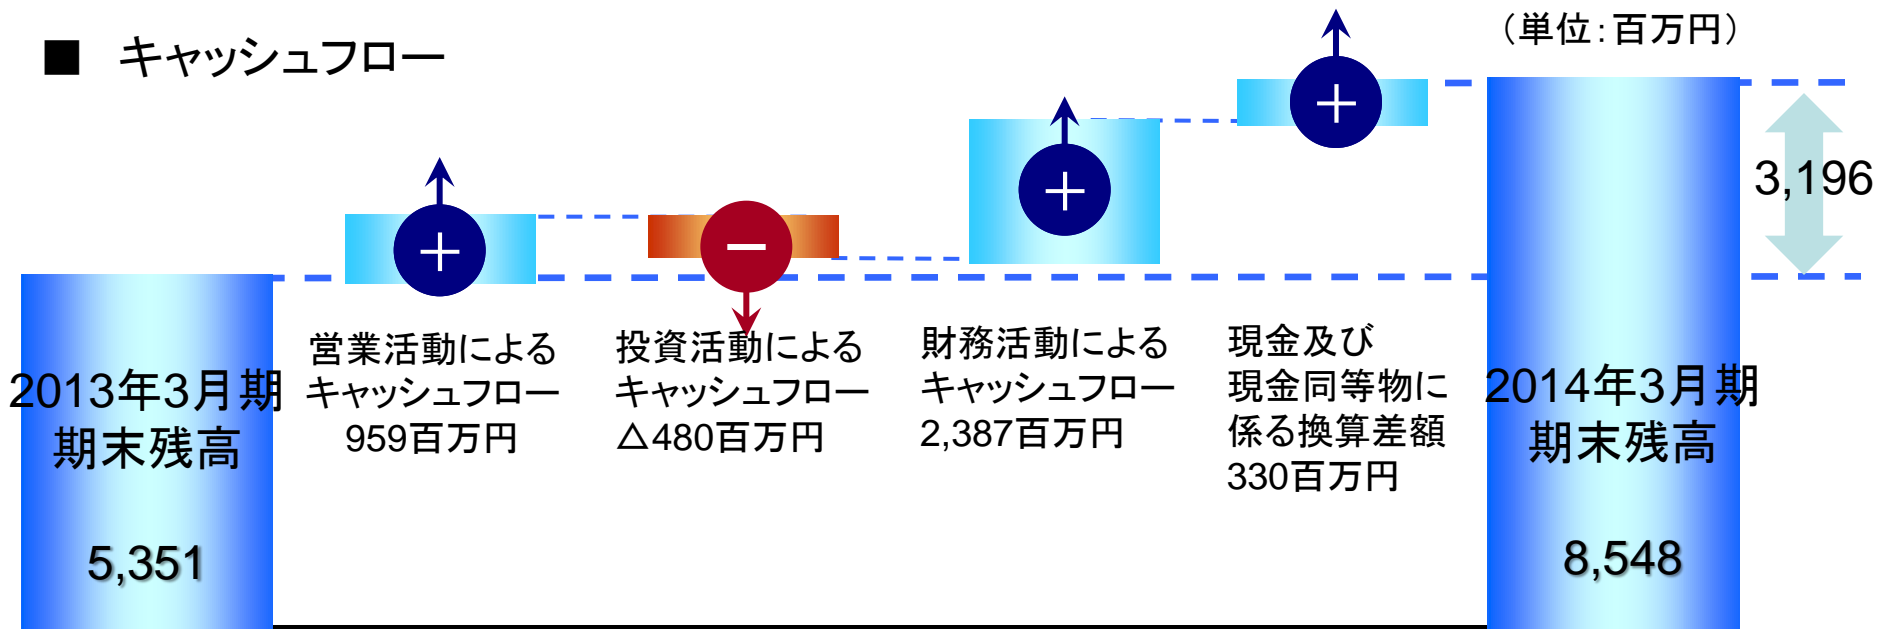 ■ キャッシュフロー
（単位：百万円）
3,196
2013年3月期
期末残高
5,351
営業活動による
キャッシュフロー
959百万円
投資活動による
キャッシュフロー
△480百万円
財務活動による
キャッシュフロー
2,387百万円
現金及び
現金同等物に
係る換算差額
330百万円
2014年3月期
期末残高
8,548